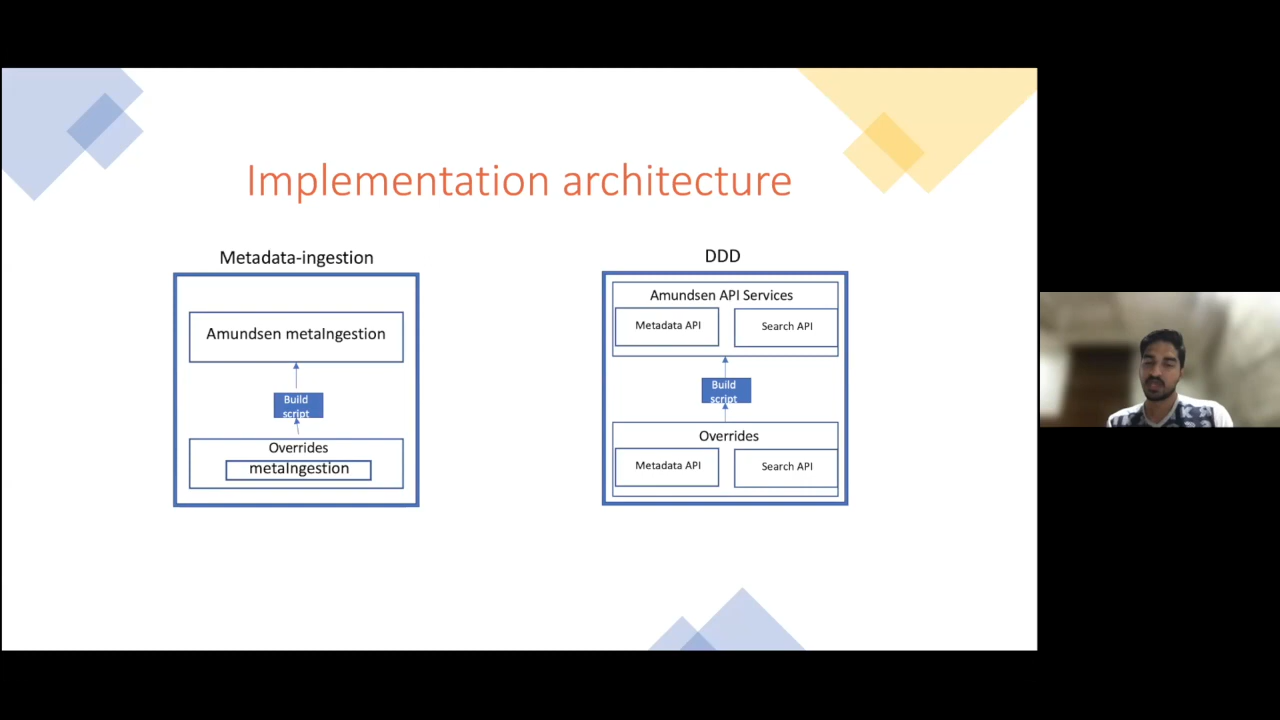 Implementation architecture
Metadata-ingestion
Amundsen metaIngestion
Build
script
Overrides
metaIngestion
DDD
Amundsen API Services
Metadata API
Search API
Build
script
Overrides
Metadata API
Search API